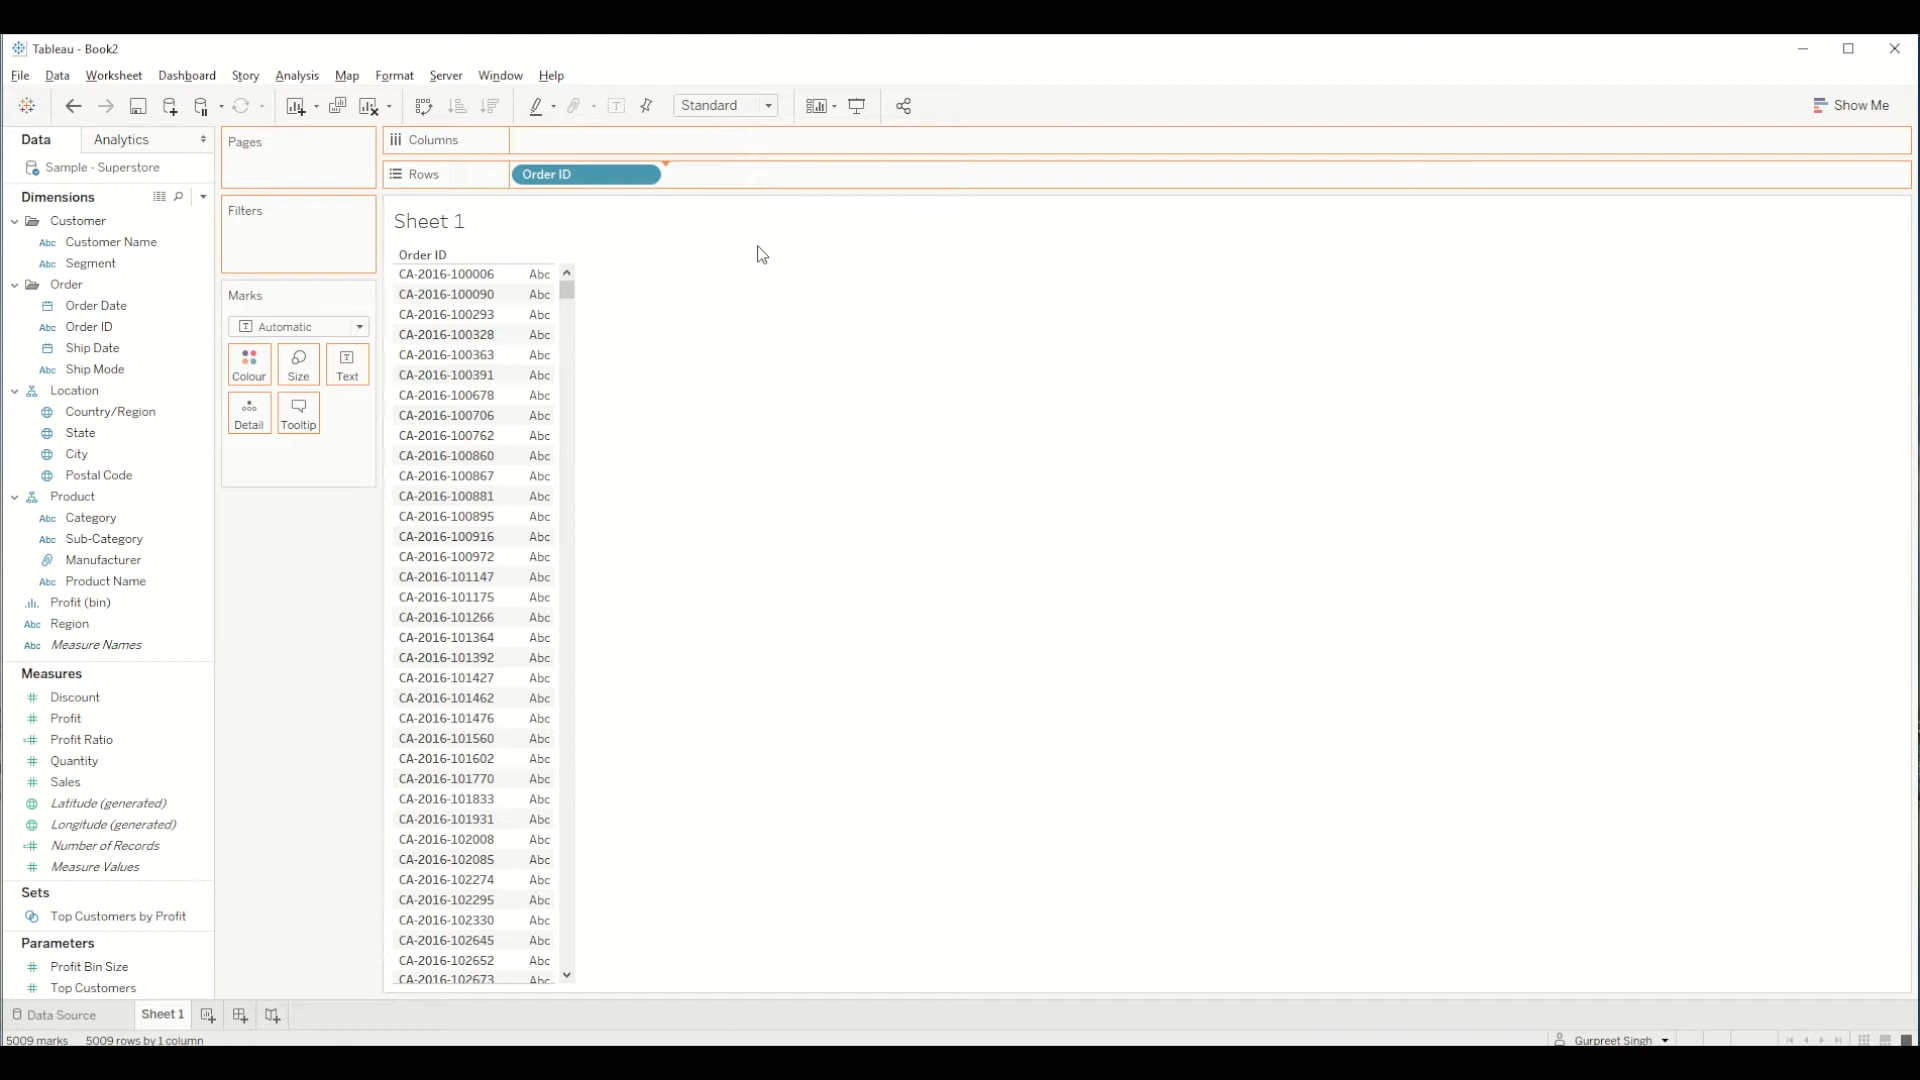 Tableau - Book2
File Data Worksheet Dashboard Story Analysis Map Format Server Window Help
Standard
Show Me
Data Analytics
Sample - Superstore
Dimensions
Customer
Abc Customer Name
Abc Segment
Order
Order Date
Abc Order ID
Ship Date
Abc Ship Mode
Location
Country/Region
State
City
Postal Code
Product
Abc Category
Abc Sub-Category
Manufacturer
Abc Product Name
Profit (bin)
Abc Region
Abc Measure Names
Measures
# Discount
# Profit
=# Profit Ratio
# Quantity
# Sales
Latitude (generated)
Longitude (generated)
=# Number of Records
# Measure Values
Sets
Top Customers by Profit
Parameters
# Profit Bin Size
# Top Customers
Pages
Filters
Marks
Automatic
Colour Size Text
Detail Tooltip
Columns
Rows Order ID
Sheet 1
Order ID
CA-2016-100006 Abc
CA-2016-100090 Abc
CA-2016-100293 Abc
CA-2016-100328 Abc
CA-2016-100363 Abc
CA-2016-100391 Abc
CA-2016-100678 Abc
CA-2016-100706 Abc
CA-2016-100762 Abc
CA-2016-100860 Abc
CA-2016-100867 Abc
CA-2016-100881 Abc
CA-2016-100895 Abc
CA-2016-100916 Abc
CA-2016-100972 Abc
CA-2016-101147 Abc
CA-2016-101175 Abc
CA-2016-101266 Abc
CA-2016-101364 Abc
CA-2016-101392 Abc
CA-2016-101427 Abc
CA-2016-101462 Abc
CA-2016-101476 Abc
CA-2016-101560 Abc
CA-2016-101602 Abc
CA-2016-101770 Abc
CA-2016-101833 Abc
CA-2016-101931 Abc
CA-2016-102008 Abc
CA-2016-102085 Abc
CA-2016-102274 Abc
CA-2016-102295 Abc
CA-2016-102330 Abc
CA-2016-102645 Abc
CA-2016-102652 Abc
CA-2016-102673 Abc
Data Source Sheet 1
5009 marks 5009 rows by 1 column Gurpreet Singh